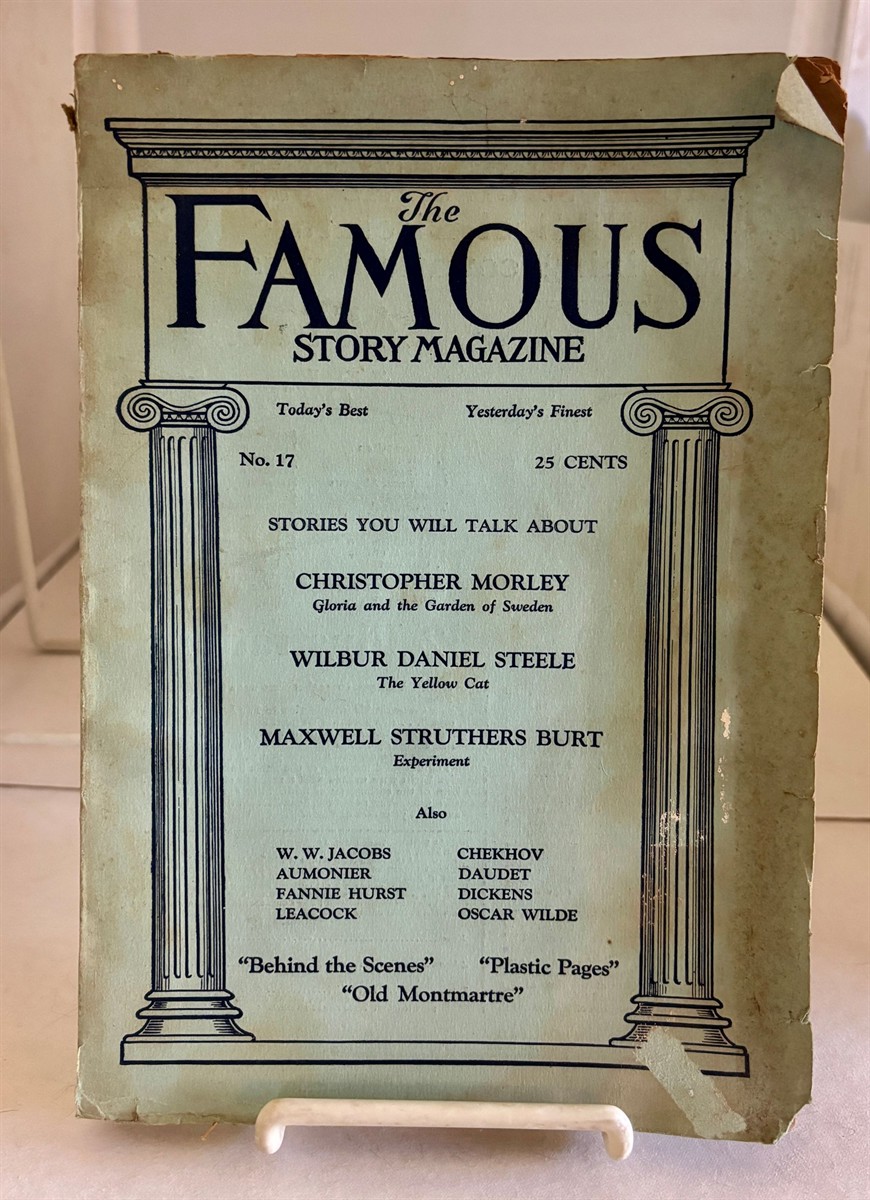 The
FAMOUS
STORY MAGAZINE
Today's Best Yesterday's Finest
No. 17 25 CENTS
STORIES YOU WILL TALK ABOUT
CHRISTOPHER MORLEY
Gloria and the Garden of Sweden
WILBUR DANIEL STEELE
The Yellow Cat
MAXWELL STRUTHERS BURT
Experiment
Also
W. W. JACOBS CHEKHOV
AUMONIER DAUDET
FANNIE HURST DICKENS
LEACOCK OSCAR WILDE
"Behind the Scenes" "Plastic Pages"
"Old Montmartre"